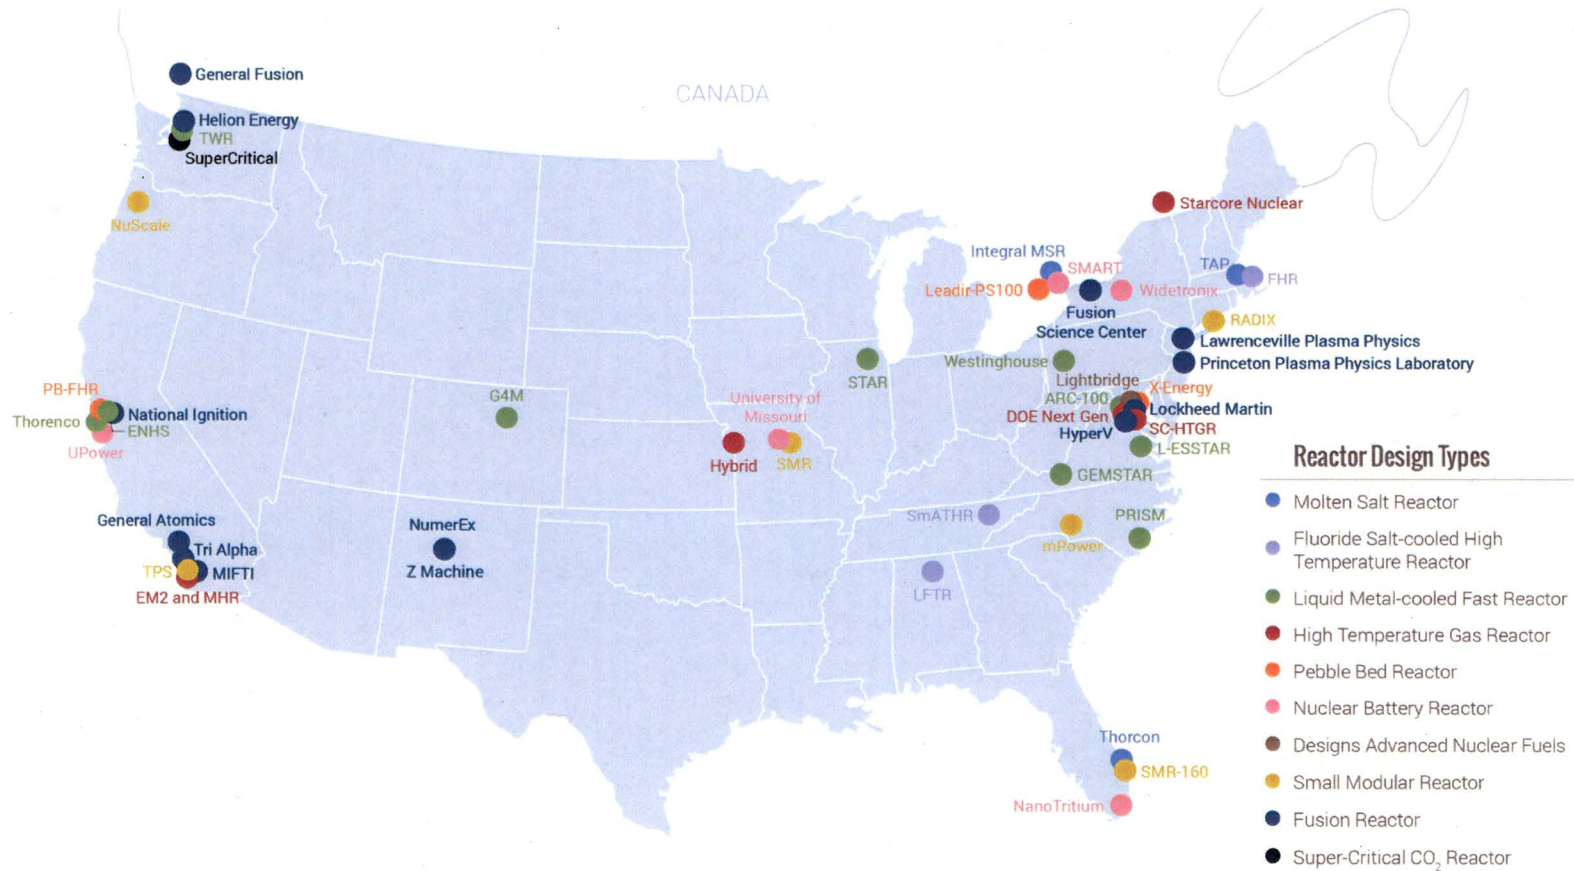 CANADA
General Fusion
Helion Energy
TWR
SuperCritical
NuScale
Starcore Nuclear
Integral MSR
SMART
Leadir-PS100
Widetronix
TAP
FHR
Fusion
Science Center
RADIX
Lawrenceville Plasma Physics
Princeton Plasma Physics Laboratory
Westinghouse
STAR
Lightbridge
X-Energy
ARC-100
Lockheed Martin
DOE Next Gen
SC-HTGR
HyperV
L-ESSTAR
GEMSTAR
PB-FHR
National Ignition
Thorenco
ENHS
UPower
G4M
University of
Missouri
Hybrid
SMR
General Atomics
Tri Alpha
TPS
MIFTI
EM2 and MHR
NumerEx
Z Machine
SmATHR
mPower
PRISM
LFTR
Thorcon
SMR-160
NanoTritium
Reactor Design Types
Molten Salt Reactor
Fluoride Salt-cooled High
Temperature Reactor
Liquid Metal-cooled Fast Reactor
High Temperature Gas Reactor
Pebble Bed Reactor
Nuclear Battery Reactor
Designs Advanced Nuclear Fuels
Small Modular Reactor
Fusion Reactor
Super-Critical CO₂ Reactor